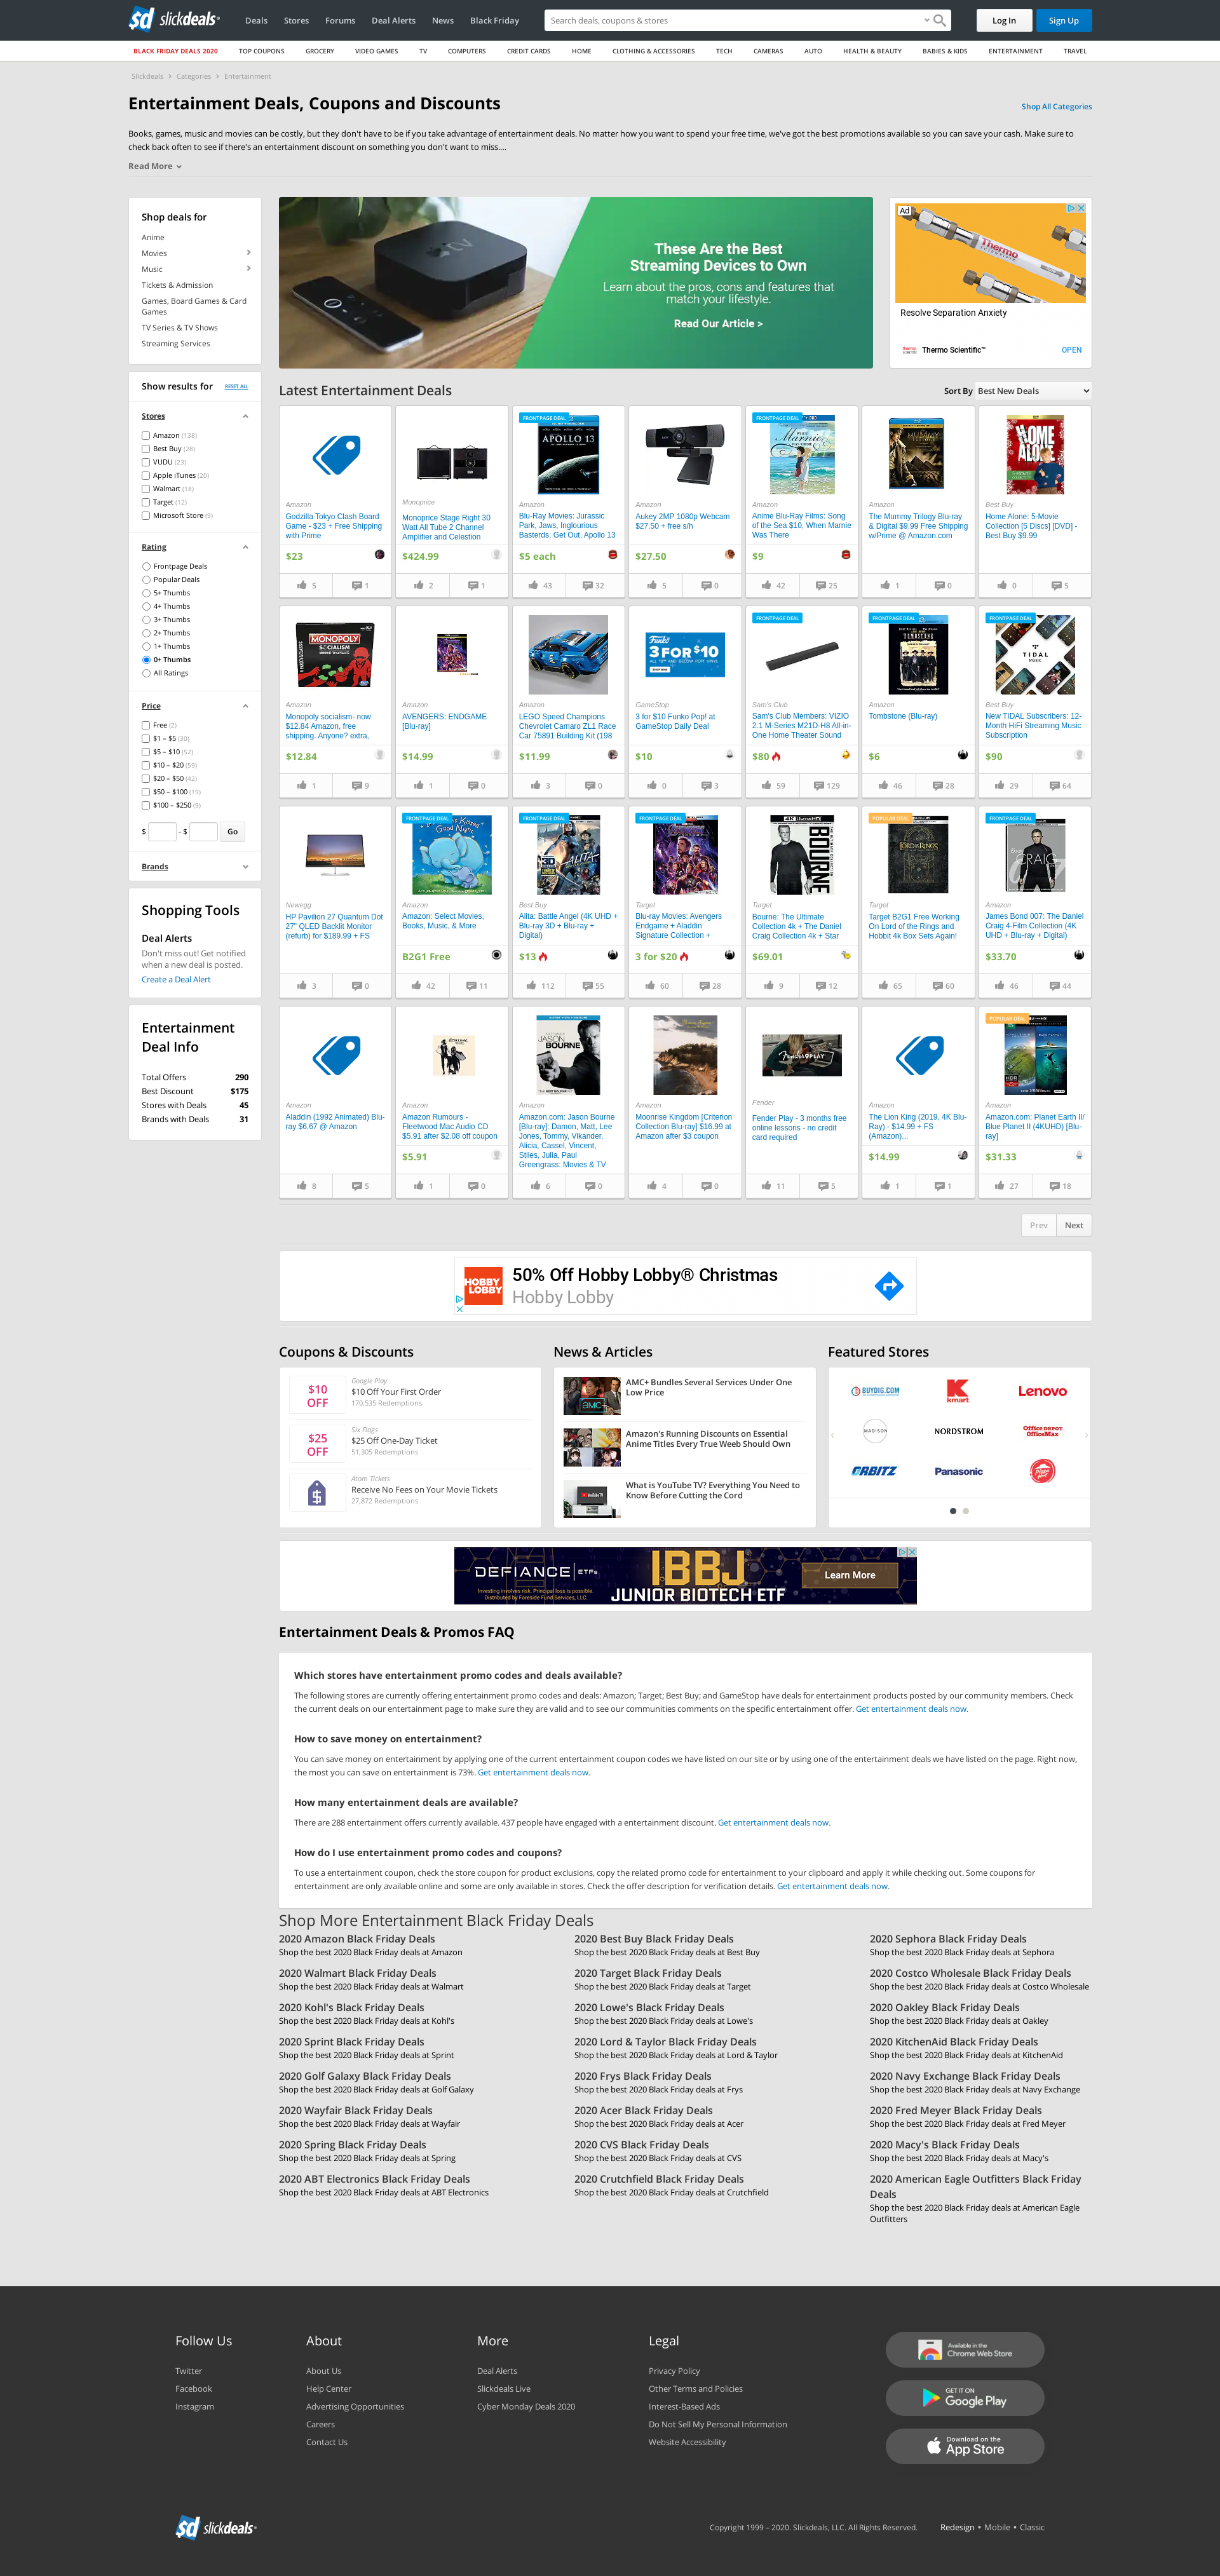 slickdeals
Deals
Stores
Forums
Deal Alerts
News
Black Friday
Search deals, coupons & stores
Log In
Sign Up
BLACK FRIDAY DEALS 2020
TOP COUPONS
GROCERY
VIDEO GAMES
TV
COMPUTERS
CREDIT CARDS
HOME
CLOTHING & ACCESSORIES
TECH
CAMERAS
AUTO
HEALTH & BEAUTY
BABIES & KIDS
ENTERTAINMENT
TRAVEL
Slickdeals › Categories › Entertainment
Entertainment Deals, Coupons and Discounts
Shop All Categories
Books, games, music and movies can be costly, but they don't have to be if you take advantage of entertainment deals. No matter how you want to spend your free time, we've got the best promotions available so you can save your cash. Make sure to
check back often to see if there's an entertainment discount on something you don't want to miss....
Read More
Shop deals for
Anime
Movies
Music
Tickets & Admission
Games, Board Games & Card
Games
TV Series & TV Shows
Streaming Services
Show results for
RESET ALL
Stores
Amazon (138)
Best Buy (28)
VUDU (23)
Apple iTunes (20)
Walmart (18)
Target (12)
Microsoft Store (9)
Rating
Frontpage Deals
Popular Deals
5+ Thumbs
4+ Thumbs
3+ Thumbs
2+ Thumbs
1+ Thumbs
0+ Thumbs
All Ratings
Price
Free (2)
$1 – $5 (30)
$5 – $10 (52)
$10 – $20 (59)
$20 – $50 (42)
$50 – $100 (19)
$100 – $250 (9)
$ - $ Go
Brands
Shopping Tools
Deal Alerts
Don't miss out! Get notified
when a new deal is posted.
Create a Deal Alert
Entertainment
Deal Info
Total Offers 290
Best Discount $175
Stores with Deals 45
Brands with Deals 31
These Are the Best
Streaming Devices to Own
Learn about the pros, cons and features that
match your lifestyle.
Read Our Article >
Ad
Thermo
Resolve Separation Anxiety
Thermo Scientific™
OPEN
Latest Entertainment Deals
Sort By Best New Deals
Amazon
Godzilla Tokyo Clash Board
Game - $23 + Free Shipping
with Prime
$23
5
1
Monoprice
Monoprice Stage Right 30
Watt All Tube 2 Channel
Amplifier and Celestion
$424.99
2
1
FRONTPAGE DEAL
APOLLO 13
Amazon
Blu-Ray Movies: Jurassic
Park, Jaws, Inglourious
Basterds, Get Out, Apollo 13
$5 each
43
32
Amazon
Aukey 2MP 1080p Webcam
$27.50 + free s/h
$27.50
5
0
FRONTPAGE DEAL
Marnie
Amazon
Anime Blu-Ray Films: Song
of the Sea $10, When Marnie
Was There
$9
42
25
Amazon
The Mummy Trilogy Blu-ray
& Digital $9.99 Free Shipping
w/Prime @ Amazon.com
1
0
HOME
ALO
Best Buy
Home Alone: 5-Movie
Collection [5 Discs] [DVD] -
Best Buy $9.99
0
5
MONOPOLY
SOCIALISM
Amazon
Monopoly socialism- now
$12.84 Amazon, free
shipping. Anyone? extra,
$12.84
1
9
Amazon
AVENGERS: ENDGAME
[Blu-ray]
$14.99
1
0
Amazon
LEGO Speed Champions
Chevrolet Camaro ZL1 Race
Car 75891 Building Kit (198
$11.99
3
0
Funko
3 FOR $10
GameStop
3 for $10 Funko Pop! at
GameStop Daily Deal
$10
0
3
FRONTPAGE DEAL
Sam's Club
Sam's Club Members: VIZIO
2.1 M-Series M21D-H8 All-in-
One Home Theater Sound
$80
59
129
FRONTPAGE DEAL
TOMBSTONE
Amazon
Tombstone (Blu-ray)
$6
46
28
FRONTPAGE DEAL
TIDAL
MUSIC
Best Buy
New TIDAL Subscribers: 12-
Month HiFi Streaming Music
Subscription
$90
29
64
Newegg
HP Pavilion 27 Quantum Dot
27" QLED Backlit Monitor
(refurb) for $189.99 + FS
3
0
FRONTPAGE DEAL
Kissed
Good Night
Amazon
Amazon: Select Movies,
Books, Music, & More
B2G1 Free
42
11
FRONTPAGE DEAL
3D
ALITA
Best Buy
Alita: Battle Angel (4K UHD +
Blu-ray 3D + Blu-ray +
Digital)
$13
112
55
FRONTPAGE DEAL
Target
Blu-ray Movies: Avengers
Endgame + Aladdin
Signature Collection +
3 for $20
60
28
BOURNE
Target
Bourne: The Ultimate
Collection 4k + The Daniel
Craig Collection 4k + Star
$69.01
9
12
POPULAR DEAL
LORD OF THE RINGS
Target
Target B2G1 Free Working
On Lord of the Rings and
Hobbit 4k Box Sets Again!
65
60
FRONTPAGE DEAL
CRAIG
Amazon
James Bond 007: The Daniel
Craig 4-Film Collection (4K
UHD + Blu-ray + Digital)
$33.70
46
44
Amazon
Aladdin (1992 Animated) Blu-
ray $6.67 @ Amazon
8
5
Amazon
Amazon Rumours -
Fleetwood Mac Audio CD
$5.91 after $2.08 off coupon
$5.91
1
0
JASON
BOURNE
Amazon
Amazon.com: Jason Bourne
[Blu-ray]: Damon, Matt, Lee
Jones, Tommy, Vikander,
Alicia, Cassel, Vincent,
Stiles, Julia, Paul
Greengrass: Movies & TV
6
0
Amazon
Moonrise Kingdom [Criterion
Collection Blu-ray] $16.99 at
Amazon after $3 coupon
4
0
Fender PLAY
Fender
Fender Play - 3 months free
online lessons - no credit
card required
11
5
Amazon
The Lion King (2019, 4K Blu-
Ray) - $14.99 + FS
(Amazon)...
$14.99
1
1
POPULAR DEAL
Amazon
Amazon.com: Planet Earth II/
Blue Planet II (4KUHD) [Blu-
ray]
$31.33
27
18
Prev
Next
HOBBY
LOBBY
50% Off Hobby Lobby® Christmas
Hobby Lobby
Coupons & Discounts
$10
OFF
Google Play
$10 Off Your First Order
170,535 Redemptions
$25
OFF
Six Flags
$25 Off One-Day Ticket
51,305 Redemptions
Atom Tickets
Receive No Fees on Your Movie Tickets
27,872 Redemptions
News & Articles
AMC+ Bundles Several Services Under One
Low Price
Amazon's Running Discounts on Essential
Anime Titles Every True Weeb Should Own
What is YouTube TV? Everything You Need to
Know Before Cutting the Cord
Featured Stores
BUYDIG.COM
kmart
Lenovo
MADISON
NORDSTROM
Office DEPOT
OfficeMax
ORBITZ
Panasonic
Pizza Hut
DEFIANCE ETFs
Investing involves risk. Principal loss is possible.
Distributed by Foreside Fund Services, LLC.
IBBJ
JUNIOR BIOTECH ETF
Learn More
Entertainment Deals & Promos FAQ
Which stores have entertainment promo codes and deals available?
The following stores are currently offering entertainment promo codes and deals: Amazon; Target; Best Buy; and GameStop have deals for entertainment products posted by our community members. Check
the current deals on our entertainment page to make sure they are valid and to see our communities comments on the specific entertainment offer. Get entertainment deals now.
How to save money on entertainment?
You can save money on entertainment by applying one of the current entertainment coupon codes we have listed on our site or by using one of the entertainment deals we have listed on the page. Right now,
the most you can save on entertainment is 73%. Get entertainment deals now.
How many entertainment deals are available?
There are 288 entertainment offers currently available. 437 people have engaged with a entertainment discount. Get entertainment deals now.
How do I use entertainment promo codes and coupons?
To use a entertainment coupon, check the store coupon for product exclusions, copy the related promo code for entertainment to your clipboard and apply it while checking out. Some coupons for
entertainment are only available online and some are only available in stores. Check the offer description for verification details. Get entertainment deals now.
Shop More Entertainment Black Friday Deals
2020 Amazon Black Friday Deals
Shop the best 2020 Black Friday deals at Amazon
2020 Best Buy Black Friday Deals
Shop the best 2020 Black Friday deals at Best Buy
2020 Sephora Black Friday Deals
Shop the best 2020 Black Friday deals at Sephora
2020 Walmart Black Friday Deals
Shop the best 2020 Black Friday deals at Walmart
2020 Target Black Friday Deals
Shop the best 2020 Black Friday deals at Target
2020 Costco Wholesale Black Friday Deals
Shop the best 2020 Black Friday deals at Costco Wholesale
2020 Kohl's Black Friday Deals
Shop the best 2020 Black Friday deals at Kohl's
2020 Lowe's Black Friday Deals
Shop the best 2020 Black Friday deals at Lowe's
2020 Oakley Black Friday Deals
Shop the best 2020 Black Friday deals at Oakley
2020 Sprint Black Friday Deals
Shop the best 2020 Black Friday deals at Sprint
2020 Lord & Taylor Black Friday Deals
Shop the best 2020 Black Friday deals at Lord & Taylor
2020 KitchenAid Black Friday Deals
Shop the best 2020 Black Friday deals at KitchenAid
2020 Golf Galaxy Black Friday Deals
Shop the best 2020 Black Friday deals at Golf Galaxy
2020 Frys Black Friday Deals
Shop the best 2020 Black Friday deals at Frys
2020 Navy Exchange Black Friday Deals
Shop the best 2020 Black Friday deals at Navy Exchange
2020 Wayfair Black Friday Deals
Shop the best 2020 Black Friday deals at Wayfair
2020 Acer Black Friday Deals
Shop the best 2020 Black Friday deals at Acer
2020 Fred Meyer Black Friday Deals
Shop the best 2020 Black Friday deals at Fred Meyer
2020 Spring Black Friday Deals
Shop the best 2020 Black Friday deals at Spring
2020 CVS Black Friday Deals
Shop the best 2020 Black Friday deals at CVS
2020 Macy's Black Friday Deals
Shop the best 2020 Black Friday deals at Macy's
2020 ABT Electronics Black Friday Deals
Shop the best 2020 Black Friday deals at ABT Electronics
2020 Crutchfield Black Friday Deals
Shop the best 2020 Black Friday deals at Crutchfield
2020 American Eagle Outfitters Black Friday
Deals
Shop the best 2020 Black Friday deals at American Eagle
Outfitters
Follow Us
Twitter
Facebook
Instagram
About
About Us
Help Center
Advertising Opportunities
Careers
Contact Us
More
Deal Alerts
Slickdeals Live
Cyber Monday Deals 2020
Legal
Privacy Policy
Other Terms and Policies
Interest-Based Ads
Do Not Sell My Personal Information
Website Accessibility
Available in the
Chrome Web Store
GET IT ON
Google Play
Download on the
App Store
slickdeals
Copyright 1999 – 2020. Slickdeals, LLC. All Rights Reserved.
Redesign • Mobile • Classic